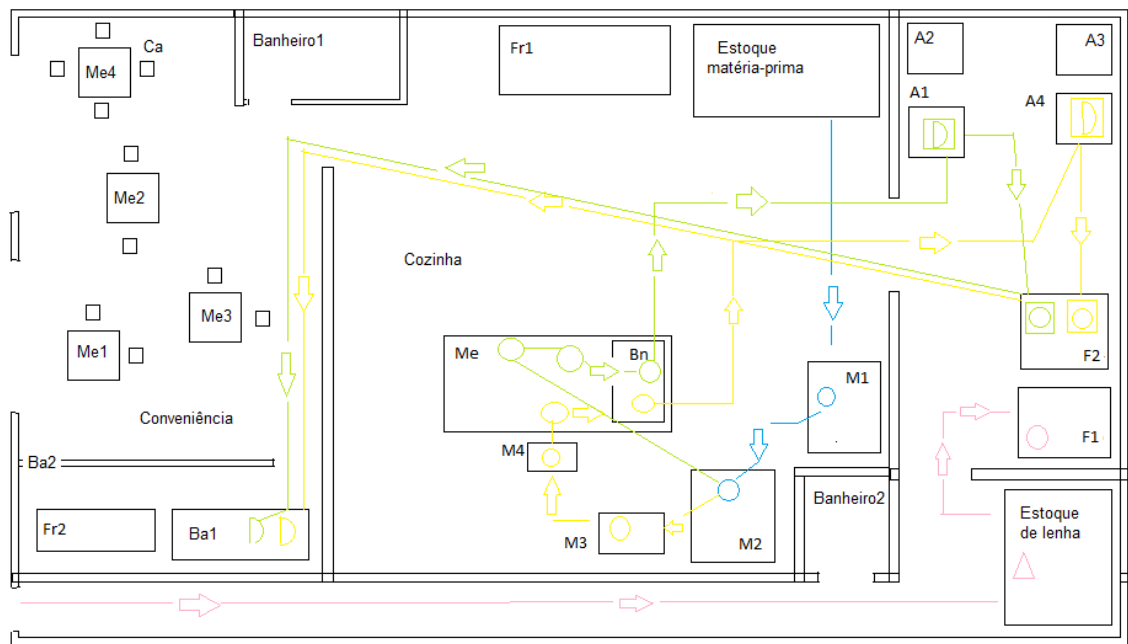 Ca
Me4
Banheiro1
Fr1
Estoque
matéria-prima
A2
A3
A1
A4
Me2
Cozinha
Me3
Me1
Me
Bn
M1
F2
Conveniência
M4
F1
Ba2
Banheiro2
Fr2
Ba1
M3
M2
Estoque
de lenha